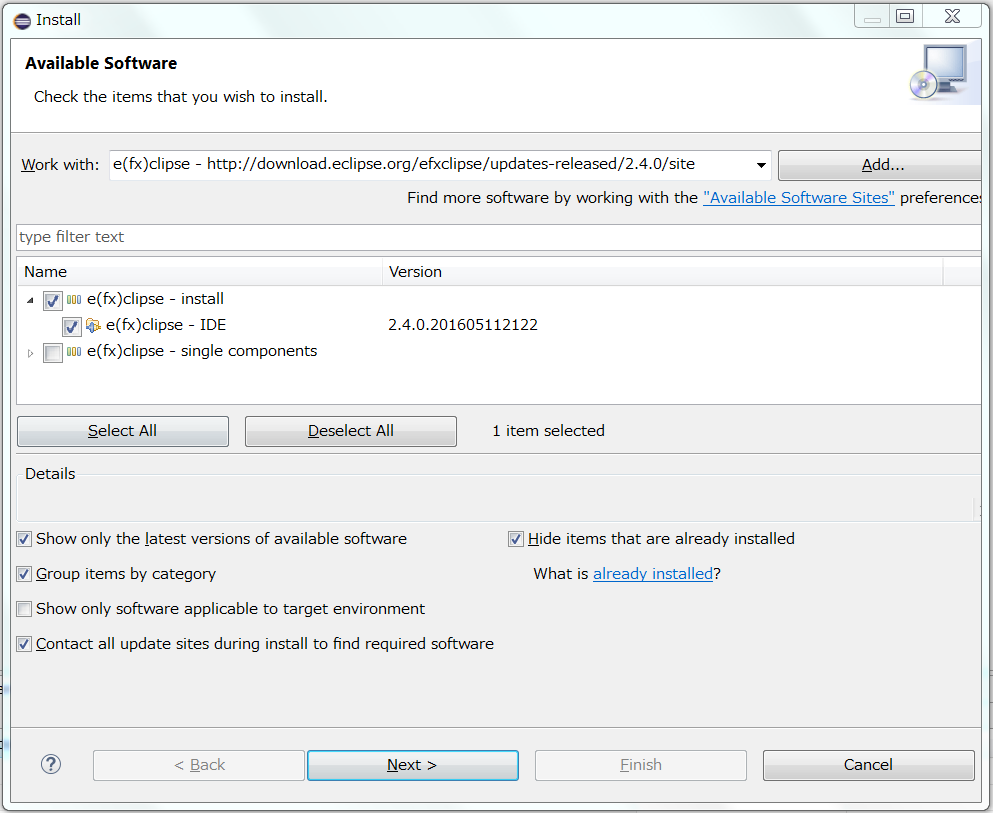 Install
Available Software
Check the items that you wish to install.
Work with: e(fx)clipse - http://download.eclipse.org/efxclipse/updates-released/2.4.0/site Add...
Find more software by working with the "Available Software Sites" preferences
type filter text
Name Version
e(fx)clipse - install
e(fx)clipse - IDE 2.4.0.201605112122
e(fx)clipse - single components
Select All Deselect All 1 item selected
Details
Show only the latest versions of available software Hide items that are already installed
Group items by category What is already installed?
Show only software applicable to target environment
Contact all update sites during install to find required software
? < Back Next > Finish Cancel